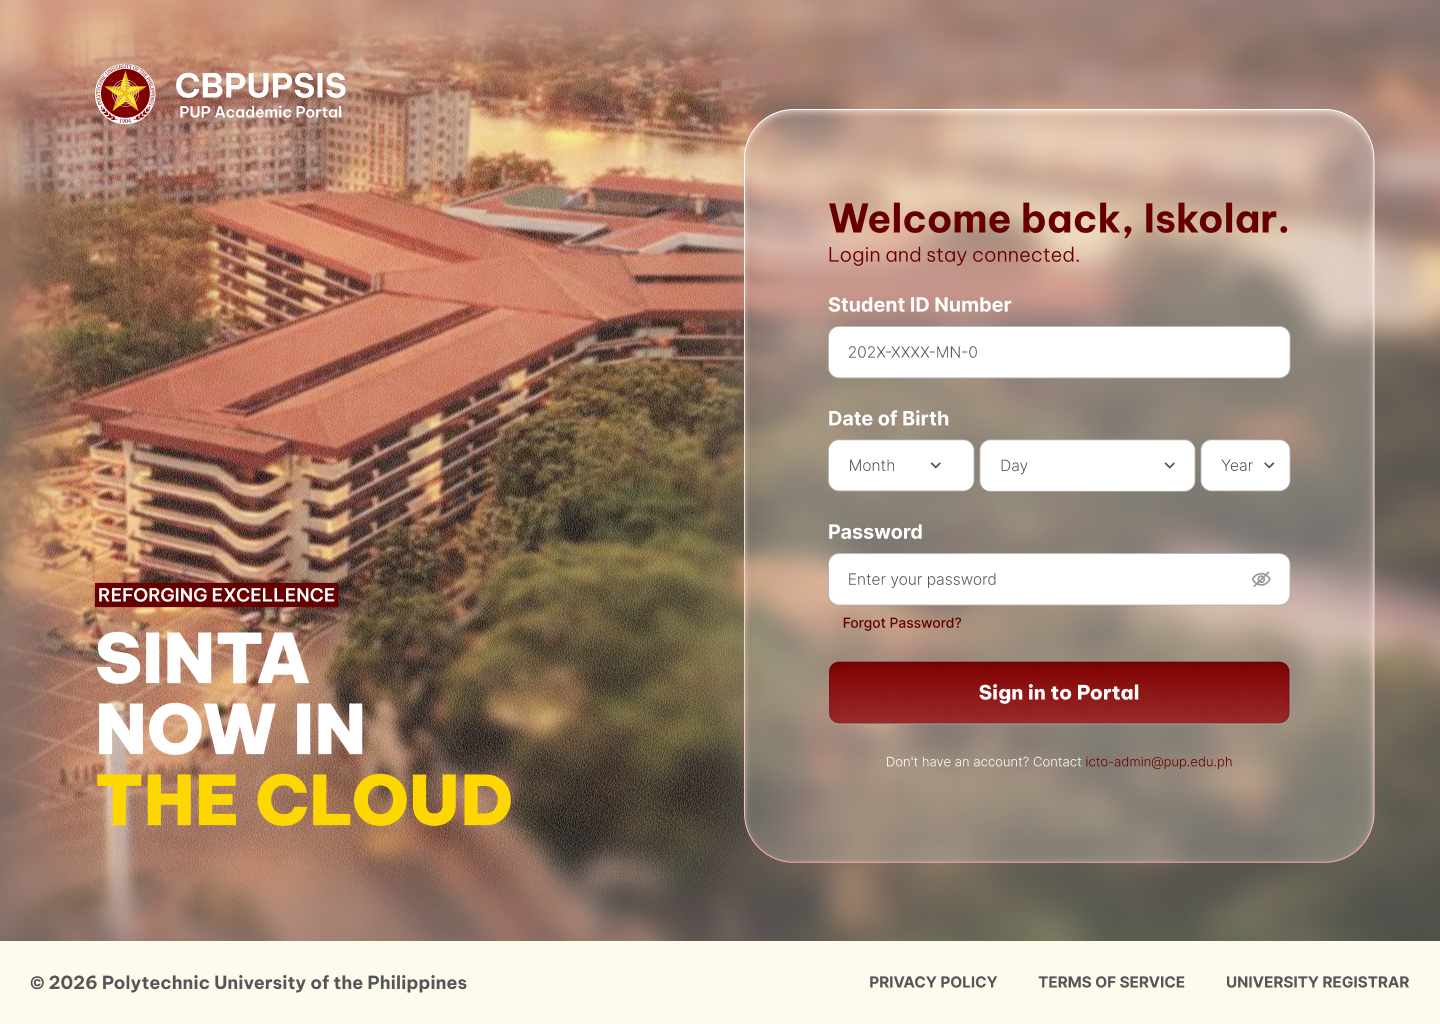 CBPUPSIS
PUP Academic Portal
1904
REFORGING EXCELLENCE
SINTA
NOW IN
THE CLOUD
Welcome back, Iskolar.
Login and stay connected.
Student ID Number
202X-XXXX-MN-0
Date of Birth
Month
Day
Year
Password
Enter your password
Forgot Password?
Sign in to Portal
Don't have an account? Contact icto-admin@pup.edu.ph
© 2026 Polytechnic University of the Philippines
PRIVACY POLICY
TERMS OF SERVICE
UNIVERSITY REGISTRAR